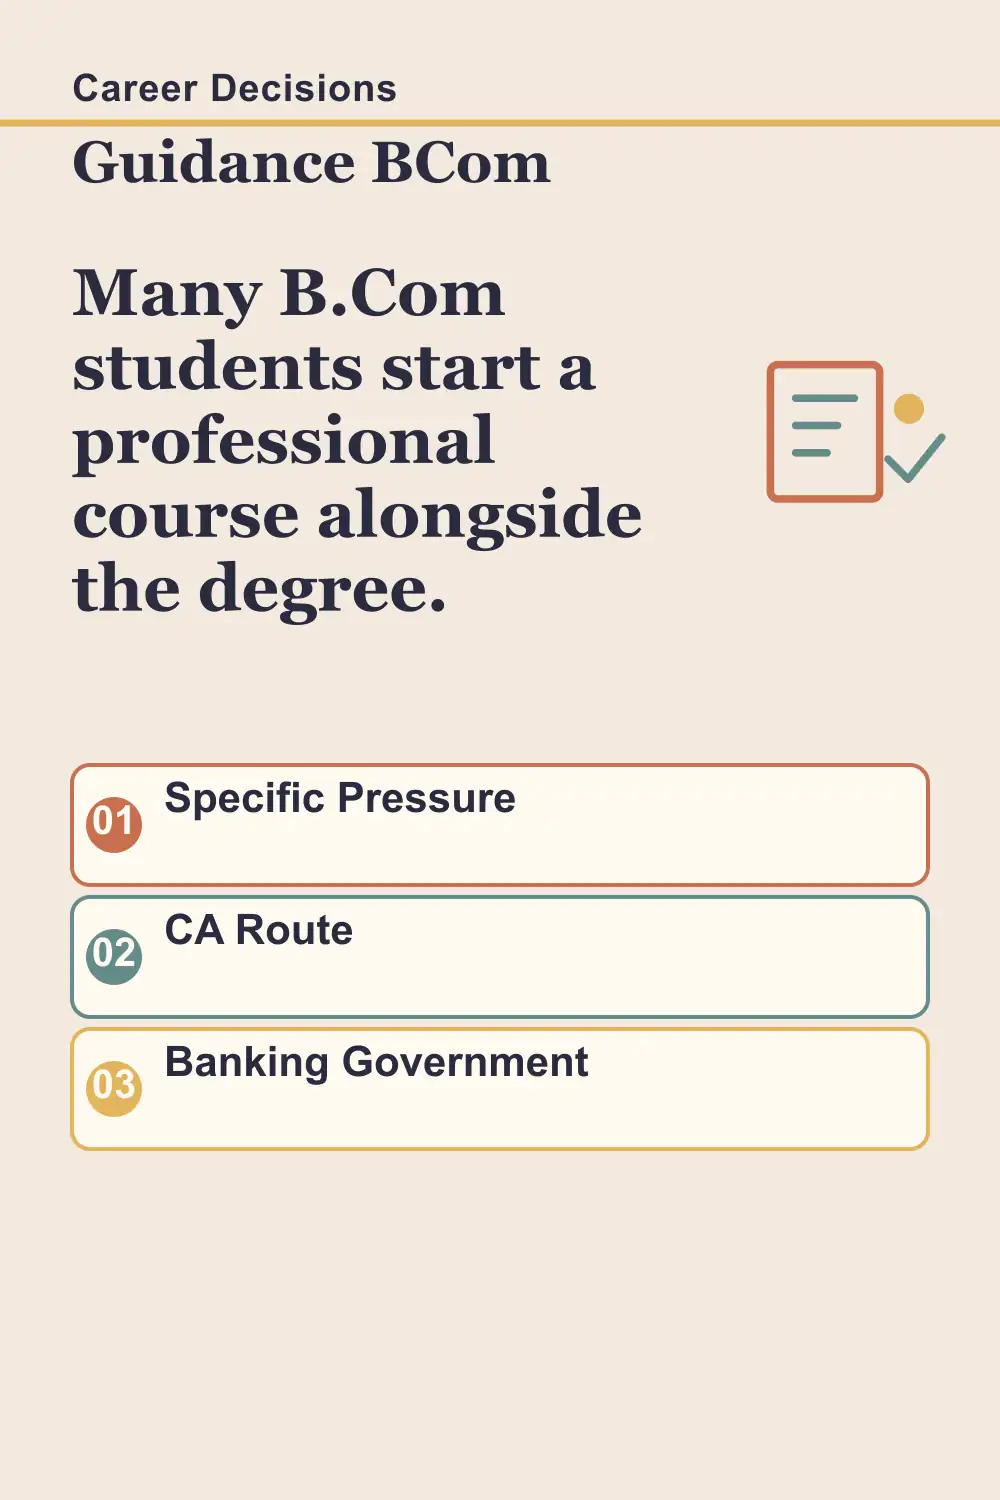 Career Decisions
Guidance BCom
Many B.Com
students start a
professional
course alongside
the degree.
01 Specific Pressure
02 CA Route
03 Banking Government